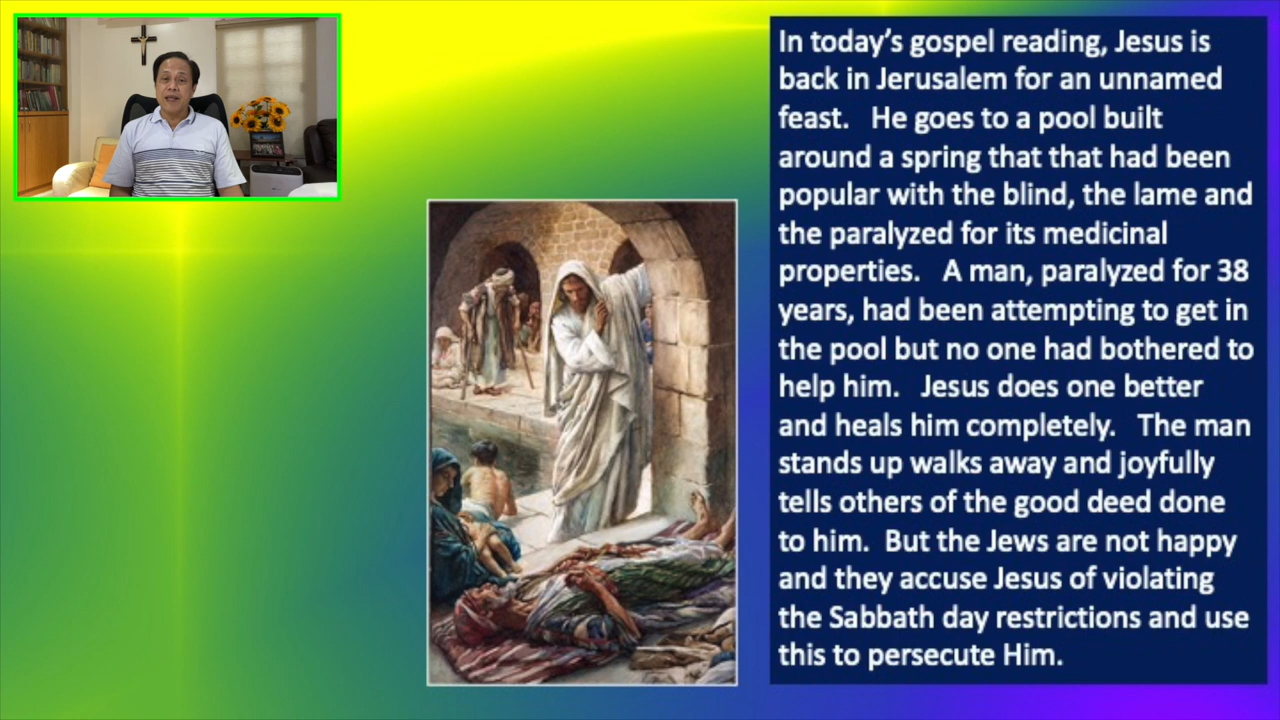 In today's gospel reading, Jesus is
back in Jerusalem for an unnamed
feast.   He goes to a pool built
around a spring that that had been
popular with the blind, the lame and
the paralyzed for its medicinal
properties.   A man, paralyzed for 38
years, had been attempting to get in
the pool but no one had bothered to
help him.   Jesus does one better
and heals him completely.   The man
stands up walks away and joyfully
tells others of the good deed done
to him.  But the Jews are not happy
and they accuse Jesus of violating
the Sabbath day restrictions and use
this to persecute Him.